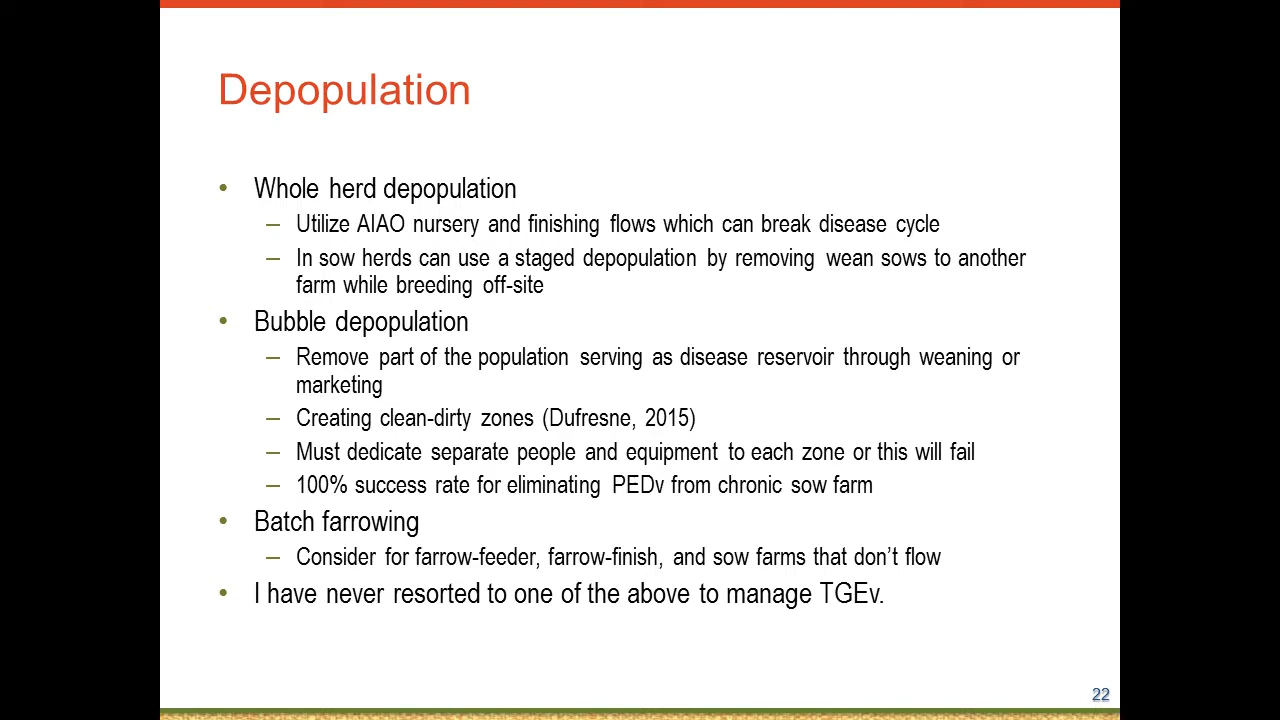 Depopulation
• Whole herd depopulation
– Utilize AIAO nursery and finishing flows which can break disease cycle
– In sow herds can use a staged depopulation by removing wean sows to another
farm while breeding off-site
• Bubble depopulation
– Remove part of the population serving as disease reservoir through weaning or
marketing
– Creating clean-dirty zones (Dufresne, 2015)
– Must dedicate separate people and equipment to each zone or this will fail
– 100% success rate for eliminating PEDv from chronic sow farm
• Batch farrowing
– Consider for farrow-feeder, farrow-finish, and sow farms that don’t flow
• I have never resorted to one of the above to manage TGEv.
22